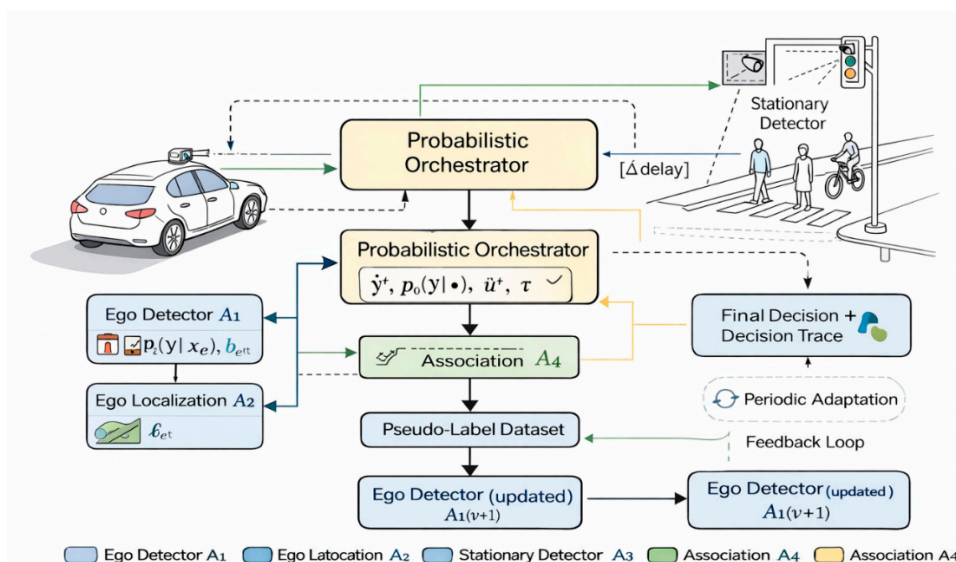 Probabilistic
Orchestrator
Stationary
Detector
[Δ́ delay]
Probabilistic Orchestrator
ẏ⁺, p₀(y|•), ü⁺, τ ✓
Ego Detector A₁
p̂(y|xₑ), bₑₜₜ
Ego Localization A₂
ℓₑₜ
Association A₄
Final Decision +
Decision Trace
Periodic Adaptation
Pseudo-Label Dataset
Feedback Loop
Ego Detector (updated)
A₁(v+1)
Ego Detector (updated)
A₁(v+1)
Ego Detector A₁
Ego Latocation A₂
Stationary Detector A₃
Association A₄
Association A₄